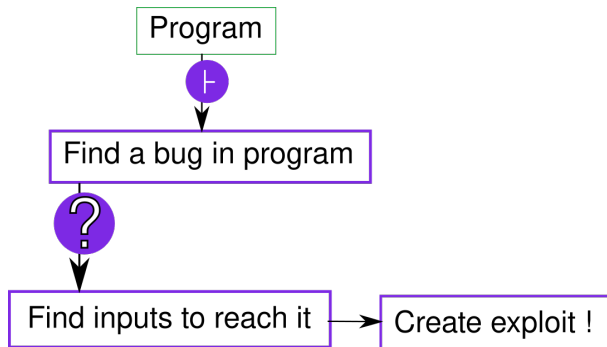 Program
⊢
Find a bug in program
?
Find inputs to reach it
Create exploit !